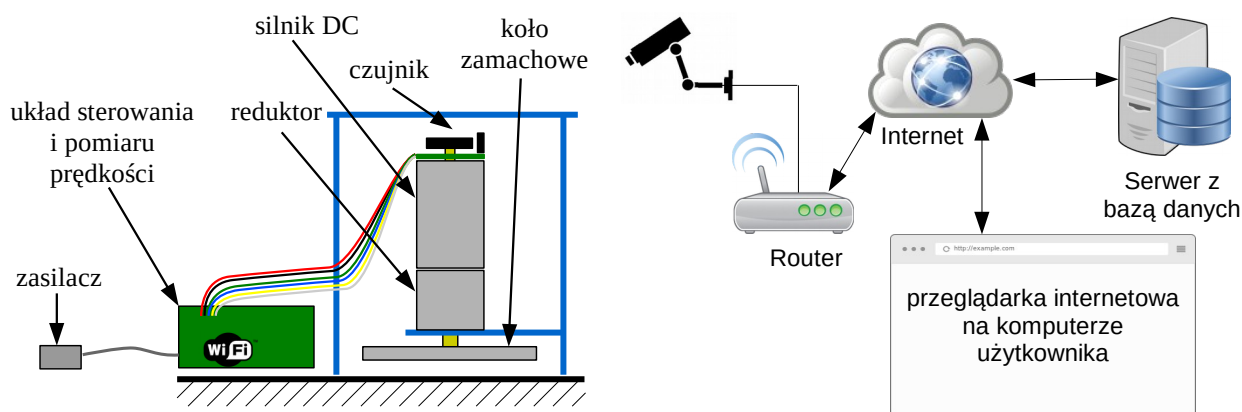 silnik DC
koło
zamachowe
czujnik
reduktor
układ sterowania
i pomiaru
prędkości
zasilacz
WiFi
Internet
Serwer z
bazą danych
Router
http://example.com
przeglądarka internetowa
na komputerze
użytkownika